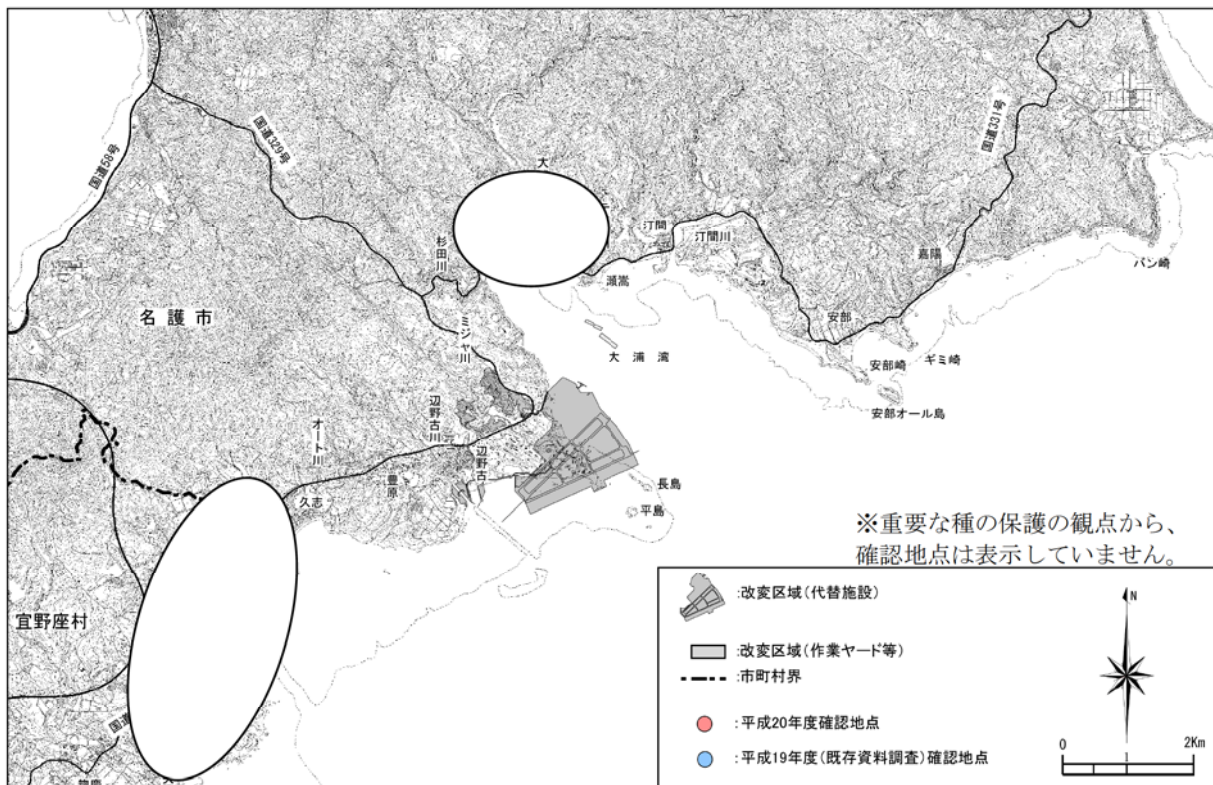 国道58号
国道329号
国道331号
大
杉田川
汀間
汀間川
瀬嵩
嘉陽
バン崎
名護市
ミジャ川
大浦湾
安部
安部崎
ギミ崎
安部オール島
辺野古川
オート川
辺野古
豊原
久志
長島
平島
宜野座村
国道
※重要な種の保護の観点から、
確認地点は表示していません。
:改変区域(代替施設)
:改変区域(作業ヤード等)
:市町村界
:平成20年度確認地点
:平成19年度(既存資料調査)確認地点
N
0 1 2Km